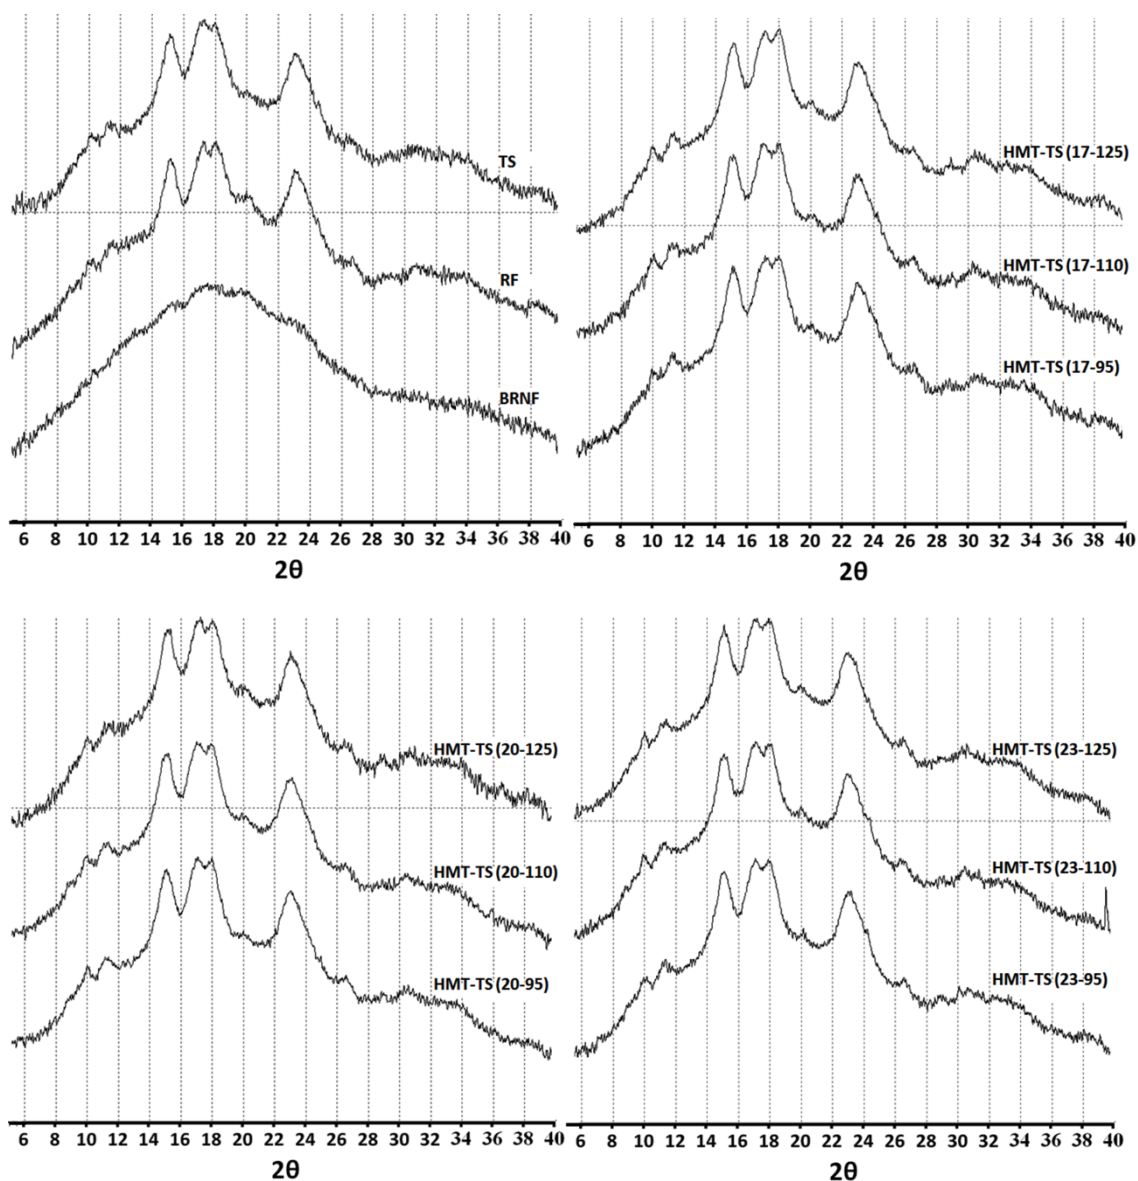 TS
RF
BRNF
6 8 10 12 14 16 18 20 22 24 26 28 30 32 34 36 38 40
2θ
HMT-TS (17-125)
HMT-TS (17-110)
HMT-TS (17-95)
6 8 10 12 14 16 18 20 22 24 26 28 30 32 34 36 38 40
2θ
HMT-TS (20-125)
HMT-TS (20-110)
HMT-TS (20-95)
6 8 10 12 14 16 18 20 22 24 26 28 30 32 34 36 38 40
2θ
HMT-TS (23-125)
HMT-TS (23-110)
HMT-TS (23-95)
6 8 10 12 14 16 18 20 22 24 26 28 30 32 34 36 38 40
2θ